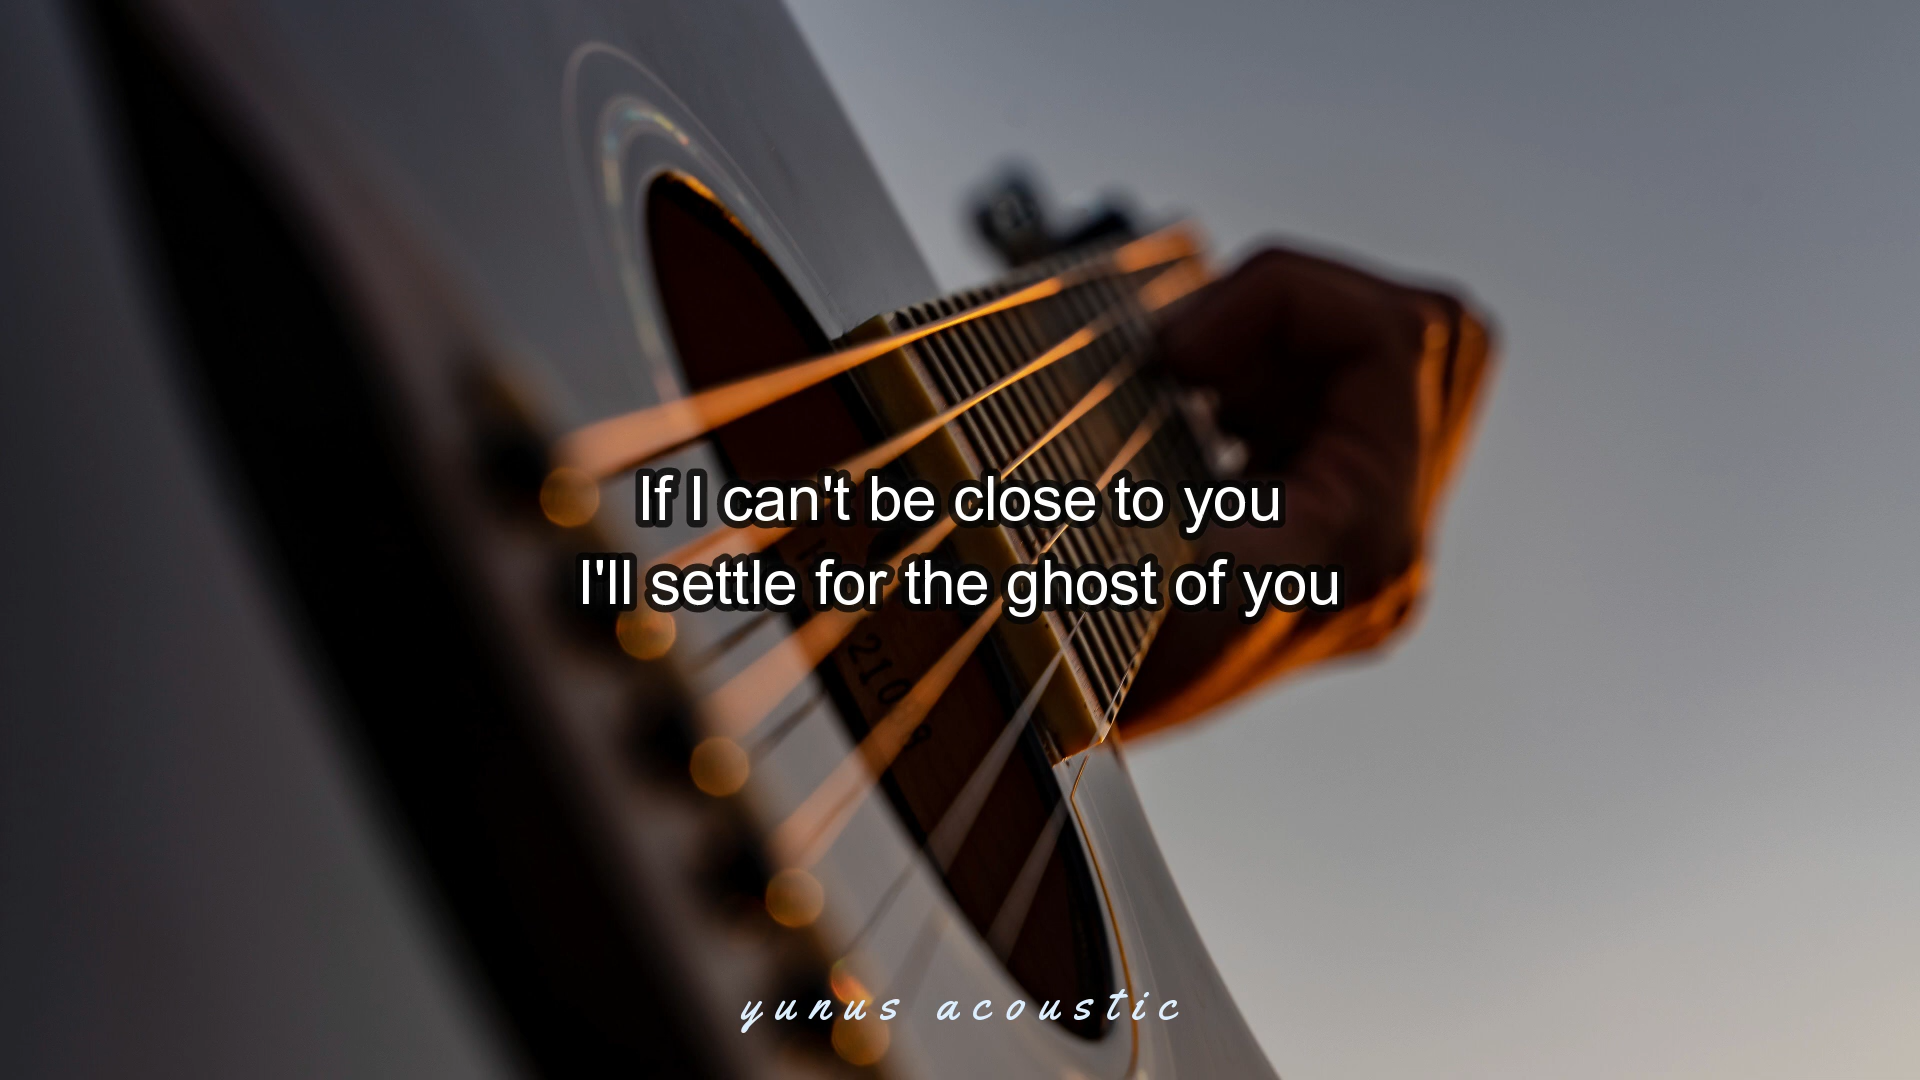 If I can't be close to you
I'll settle for the ghost of you
yunus acoustic